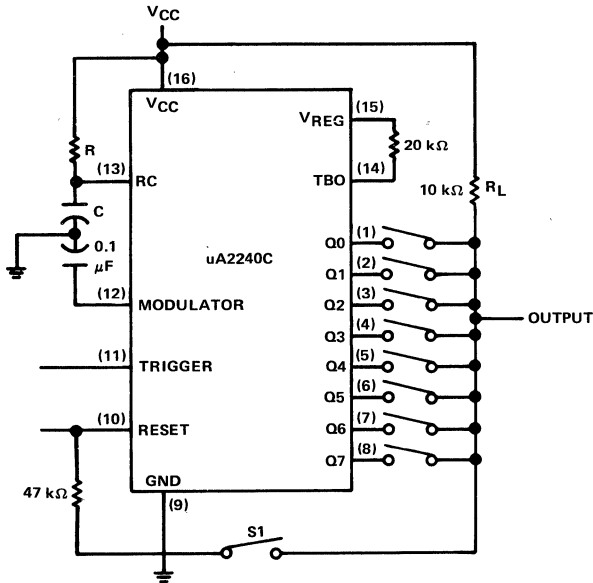 VCC
(16)
VCC
(15)
VREG
20 kΩ
R
(13)
(14)
RC
TBO
10 kΩ
RL
C
(1)
Q0
0.1
μF
uA2240C
(2)
Q1
(12)
MODULATOR
(3)
Q2
OUTPUT
(4)
Q3
(11)
TRIGGER
(5)
Q4
(6)
Q5
(10)
RESET
(7)
Q6
(8)
Q7
GND
47 kΩ
(9)
S1